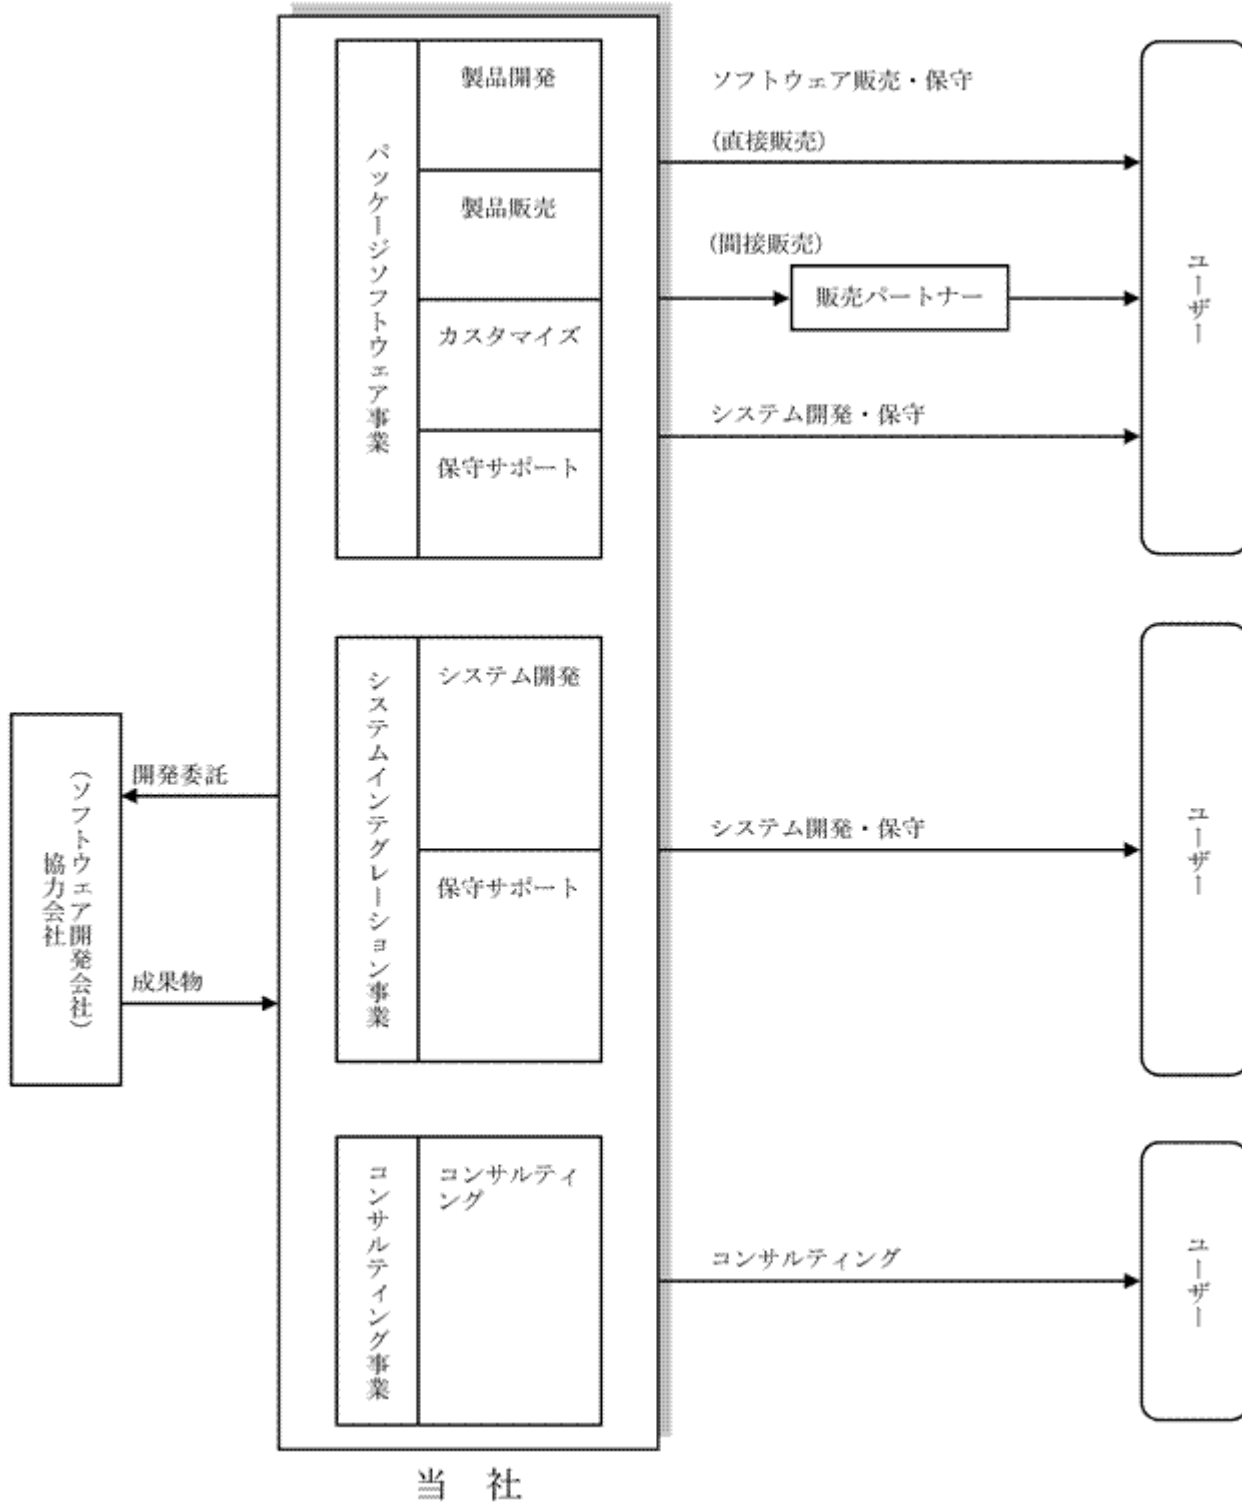 パッケージソフトウェア事業
製品開発
製品販売
カスタマイズ
保守サポート
ソフトウェア販売・保守
(直接販売)
(間接販売)
販売パートナー
システム開発・保守
ユーザー
協力会社
(ソフトウェア開発会社)
開発委託
成果物
システムインテグレーション事業
システム開発
保守サポート
システム開発・保守
ユーザー
コンサルティング事業
コンサルティ
ング
コンサルティング
ユーザー
当 社